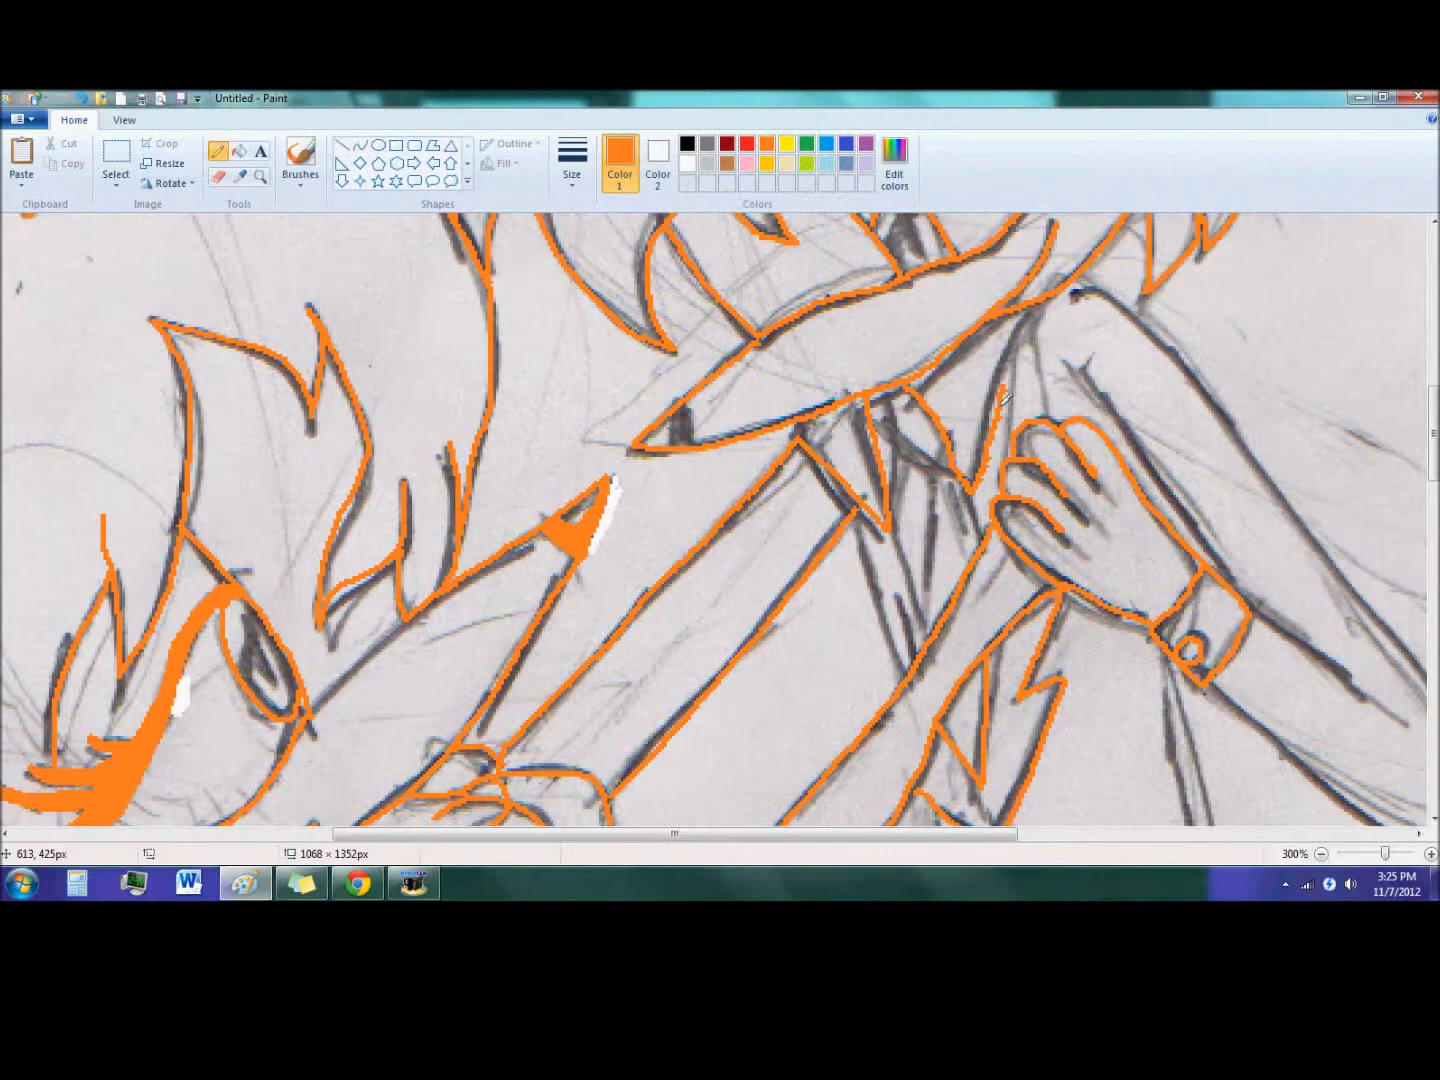 Untitled - Paint
Home View
Paste Cut Copy Select Crop Resize Rotate A Brushes Outline Fill Size Color 1 Color 2 Edit colors
Clipboard Image Tools Shapes Colors
613, 425px 1068 × 1352px 300%
W 3:25 PM
11/7/2012